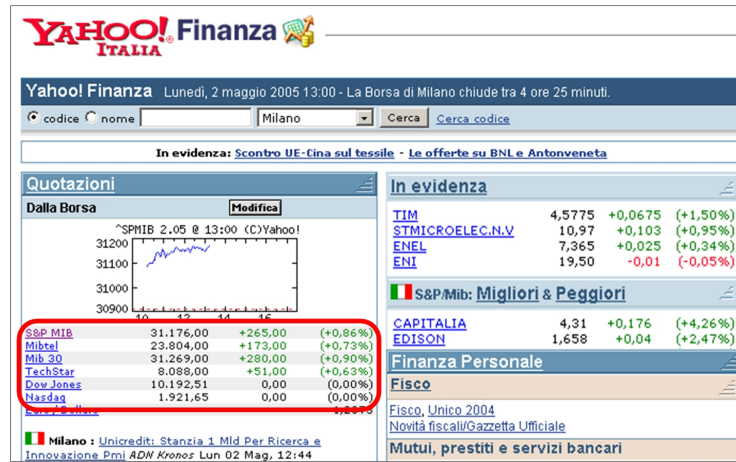 YAHOO! Finanza
ITALIA
Yahoo! Finanza Lunedì, 2 maggio 2005 13:00 - La Borsa di Milano chiude tra 4 ore 25 minuti.
codice nome Milano Cerca Cerca codice
In evidenza: Scontro UE-Cina sul tessile - Le offerte su BNL e Antonveneta
Quotazioni
Dalla Borsa Modifica
^SPMIB 2.05 @ 13:00 (C)Yahoo!
31200
31100
31000
30900
10 12 14 16
S&P MIB 31.176,00 +265,00 (+0,86%)
Mibtel 23.804,00 +173,00 (+0,73%)
Mib 30 31.269,00 +280,00 (+0,90%)
TechStar 8.088,00 +51,00 (+0,63%)
Dow Jones 10.192,51 0,00 (0,00%)
Nasdaq 1.921,65 0,00 (0,00%)
Milano : Unicredit: Stanzia 1 Mld Per Ricerca e
Innovazione Pmi ADN Kronos Lun 02 Mag, 12:44
In evidenza
TIM 4,5775 +0,0675 (+1,50%)
STMICROELEC.N.V 10,97 +0,103 (+0,95%)
ENEL 7,365 +0,025 (+0,34%)
ENI 19,50 -0,01 (-0,05%)
S&P/Mib: Migliori & Peggiori
CAPITALIA 4,31 +0,176 (+4,26%)
EDISON 1,658 +0,04 (+2,47%)
Finanza Personale
Fisco
Fisco, Unico 2004
Novità fiscali/Gazzetta Ufficiale
Mutui, prestiti e servizi bancari